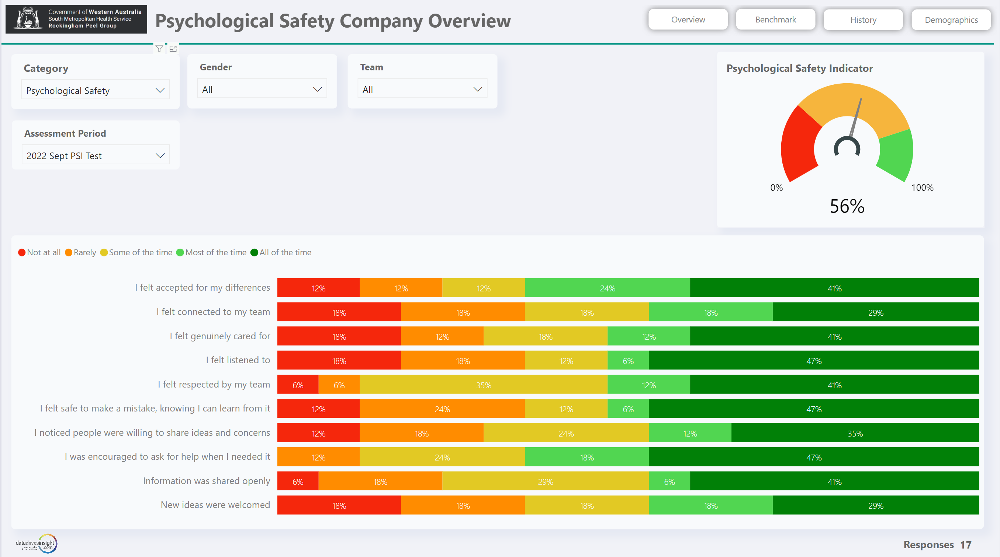 Government of Western Australia
South Metropolitan Health Service
Rockingham Peel Group
Psychological Safety Company Overview
Overview
Benchmark
History
Demographics
Category
Psychological Safety
Gender
All
Team
All
Assessment Period
2022 Sept PSI Test
Psychological Safety Indicator
0%
100%
56%
Not at all Rarely Some of the time Most of the time All of the time
I felt accepted for my differences 12% 12% 12% 24% 41%
I felt connected to my team 18% 18% 18% 18% 29%
I felt genuinely cared for 18% 12% 18% 12% 41%
I felt listened to 18% 18% 12% 6% 47%
I felt respected by my team 6% 6% 35% 12% 41%
I felt safe to make a mistake, knowing I can learn from it 12% 24% 12% 6% 47%
I noticed people were willing to share ideas and concerns 12% 18% 24% 12% 35%
I was encouraged to ask for help when I needed it 12% 24% 18% 47%
Information was shared openly 6% 18% 29% 6% 41%
New ideas were welcomed 18% 18% 18% 18% 29%
datadrivesinsight
.com
Responses 17